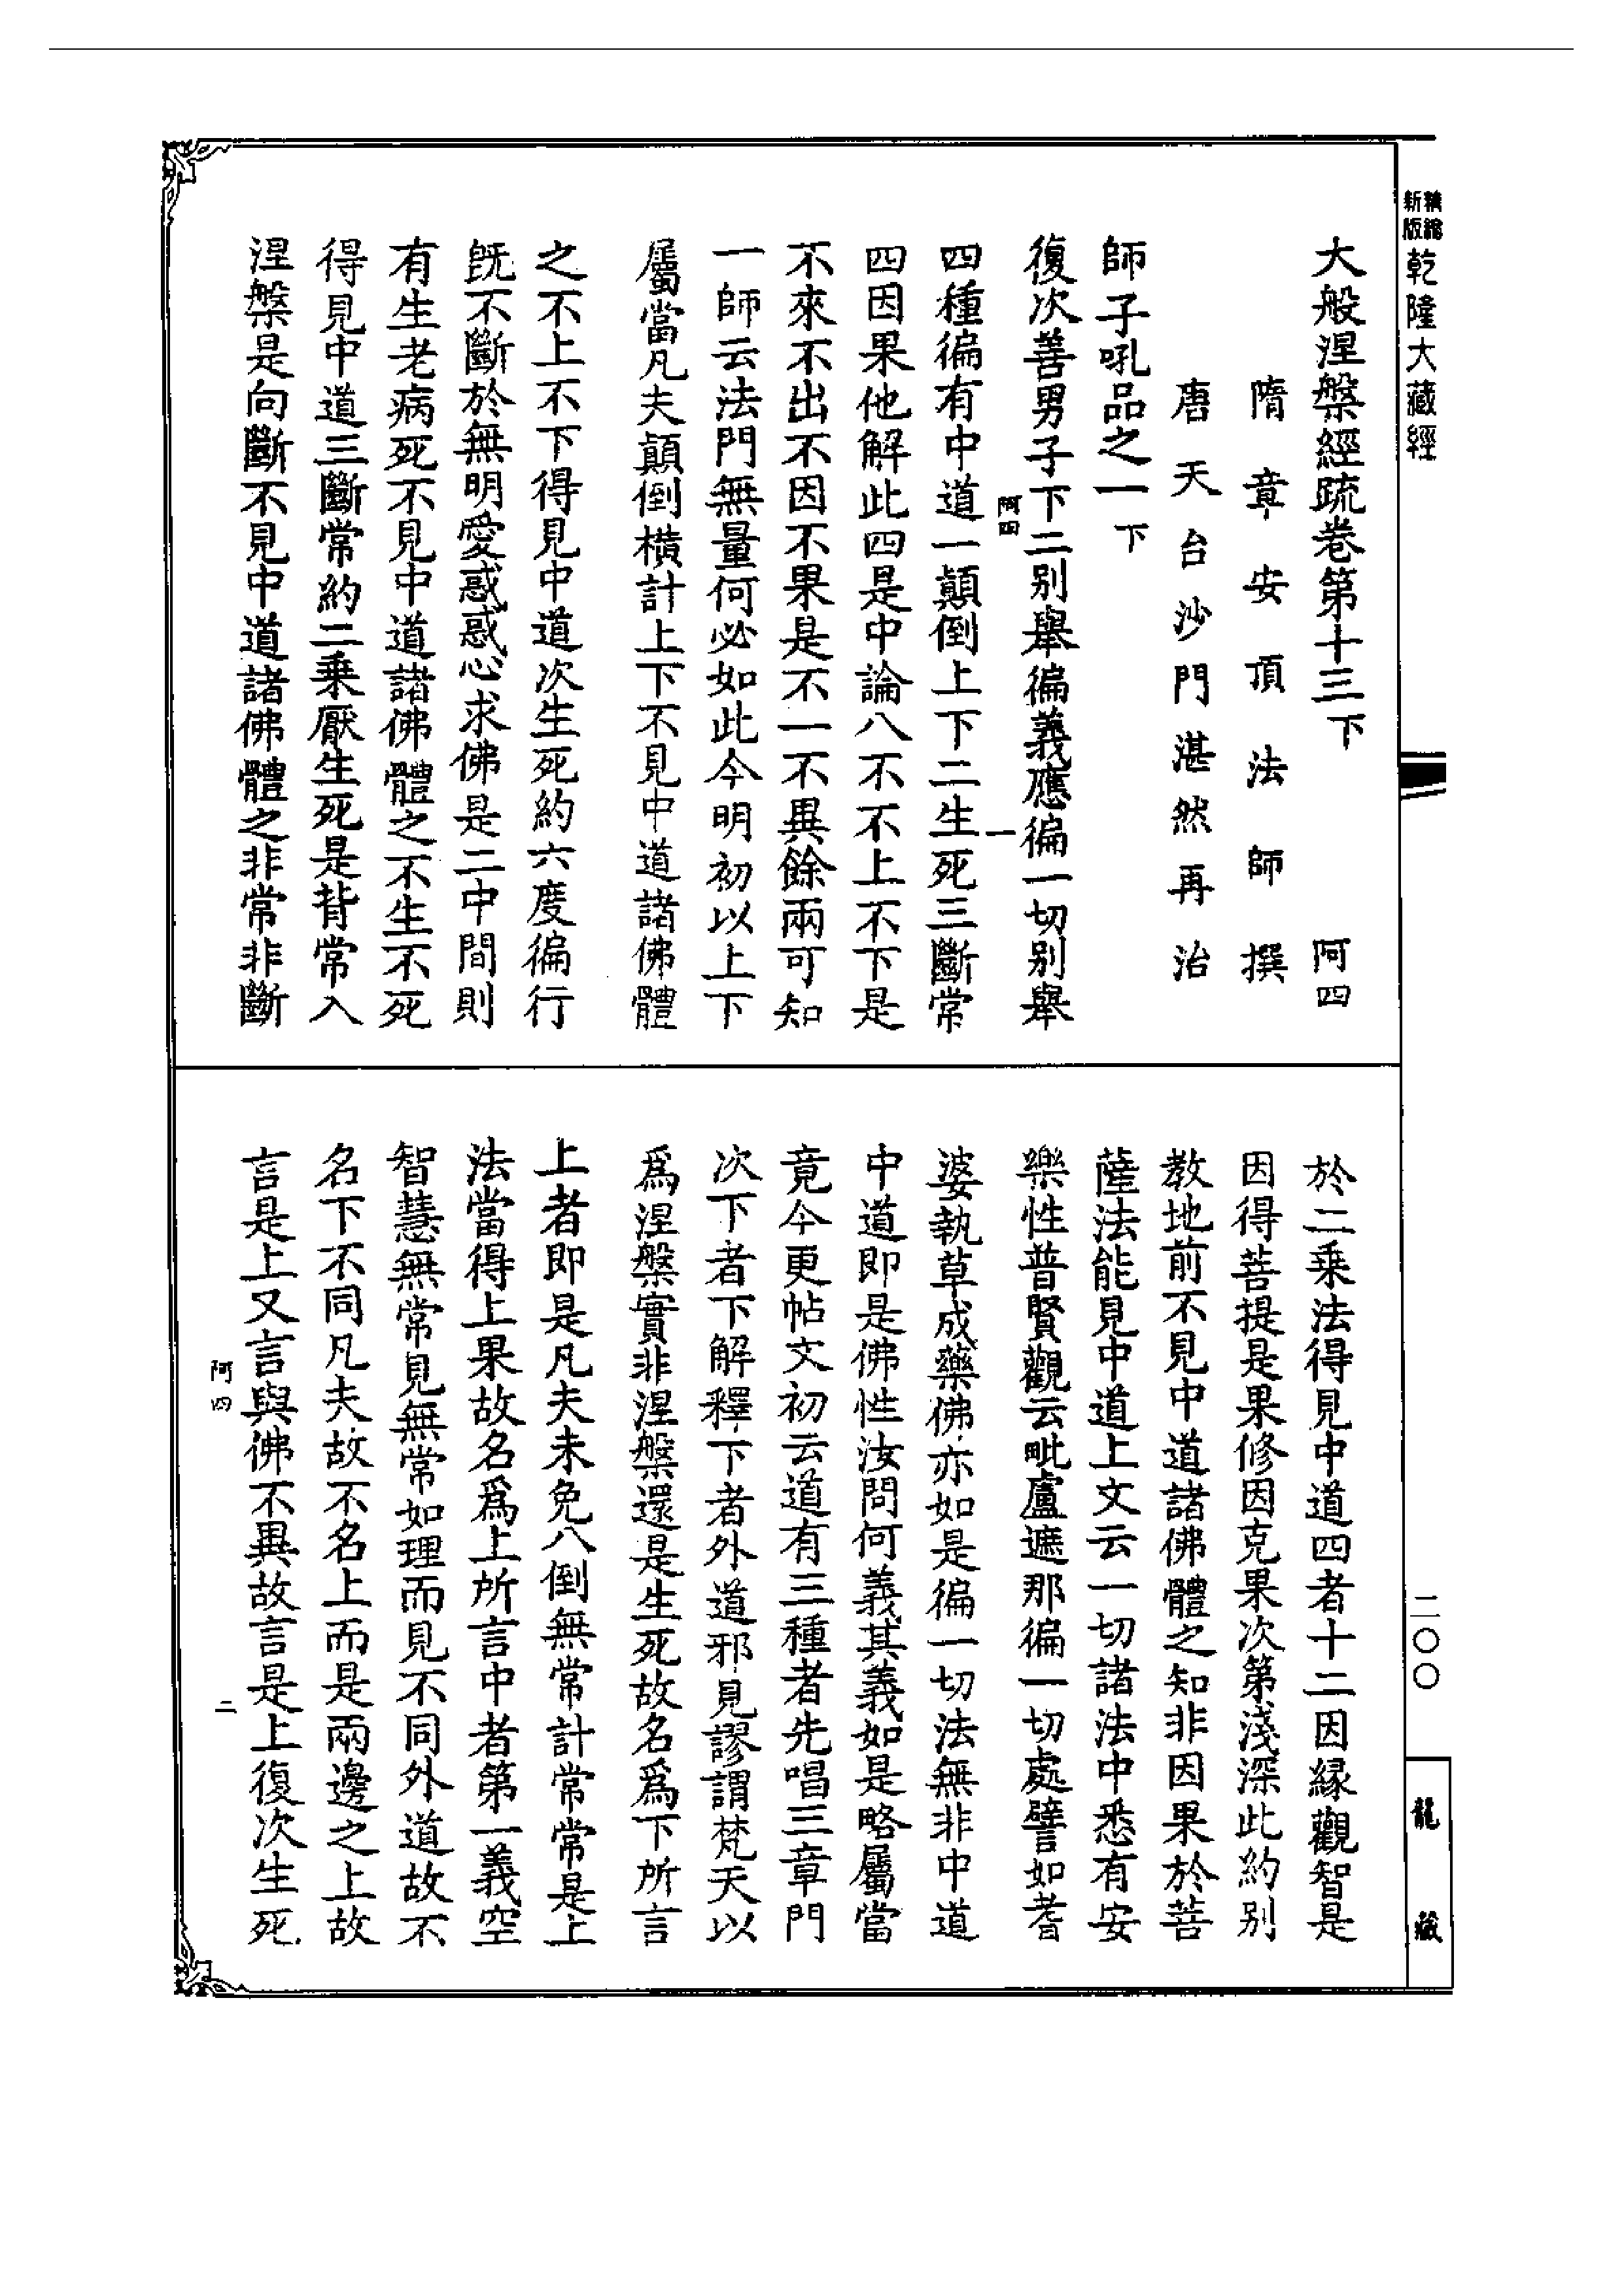 精縮新版乾隆大藏經
大般涅槃經疏卷第十三下 阿四
隋章安頂法師撰
唐天台沙門湛然再治
師子吼品之一下
復次善男子下二別舉徧義應徧一切別舉
阿四 一
四種徧有中道一顛倒上下二生死三斷常
四因果他解此四是中論八不不上不下是
不來不出不因不果是不一不異餘兩可知
一師云法門無量何必如此今明初以上下
屬當凡夫顛倒橫計上下不見中道諸佛體
之不上不下得見中道次生死約六度徧行
旣不斷於無明愛惑惑心求佛是二中間則
有生老病死不見中道諸佛體之不生不死
得見中道三斷常約二乘厭生死是背常入
涅槃是向斷不見中道諸佛體之非常非斷
於二乘法得見中道四者十二因緣觀智是
因得菩提是果修因克果次第淺深此約別
教地前不見中道諸佛體之知非因果於菩
薩法能見中道上文云一切諸法中悉有安
樂性普賢觀云毗盧遮那徧一切處譬如耆
婆執草成藥佛亦如是徧一切法無非中道
中道即是佛性汝問何義其義如是略屬當
竟今更帖文初云道有三種者先唱三章門
次下者下解釋下者外道邪見謬謂梵天以
爲涅槃實非涅槃還是生死故名爲下所言
上者即是凡夫未免八倒無常計常常是上
法當得上果故名爲上所言中者第一義空
智慧無常見無常如理而見不同外道故不
名下不同凡夫故不名上而是兩邊之上故
言是上又言與佛不異故言是上復次生死
阿四 二
二〇〇
龍藏